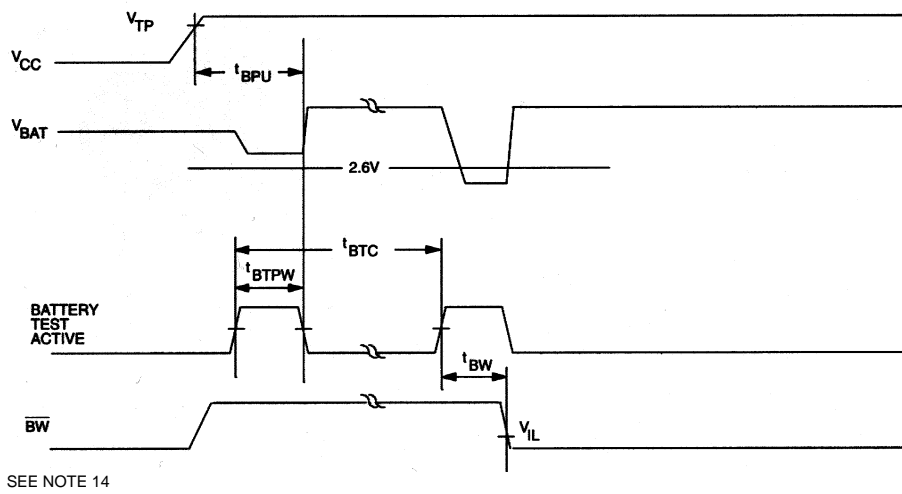 VTP
VCC
tBPU
VBAT
2.6V
tBTC
tBTPW
BATTERY
TEST
ACTIVE
tBW
BW
VIL
SEE NOTE 14